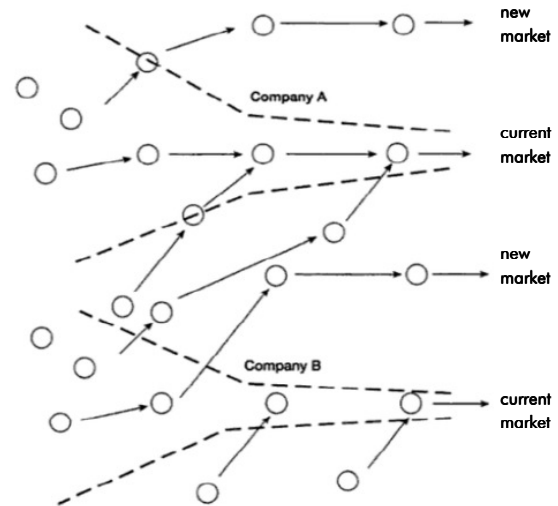 new
market
Company A
current
market
new
market
Company B
current
market